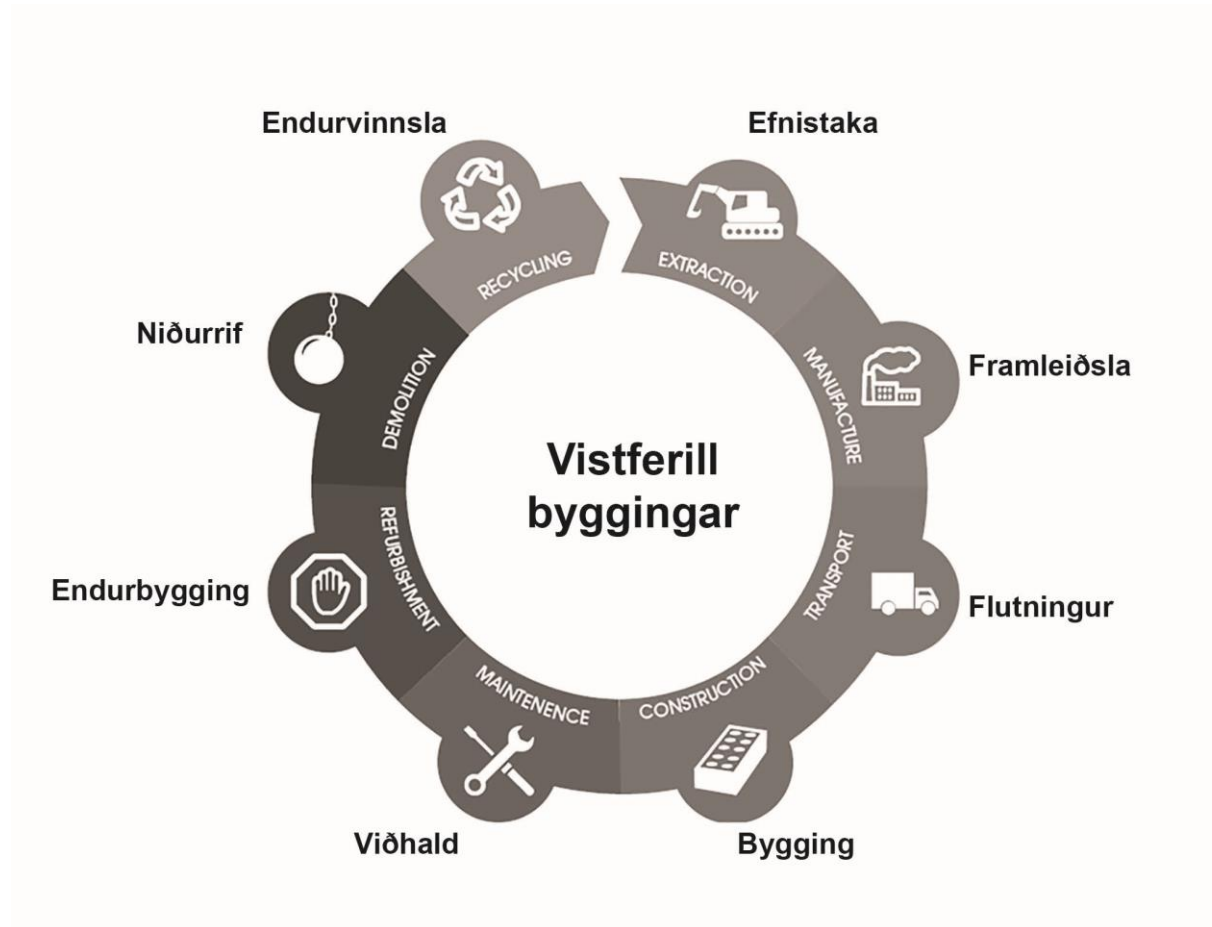 Endurvinnsla
Efnistaka
RECYCLING
EXTRACTION
Niðurrif
DEMOLITION
MANUFACTURE
Framleiðsla
Vistferill
byggingar
Endurbygging
REFURBISHMENT
TRANSPORT
Flutningur
MAINTENENCE
CONSTRUCTION
Viðhald
Bygging